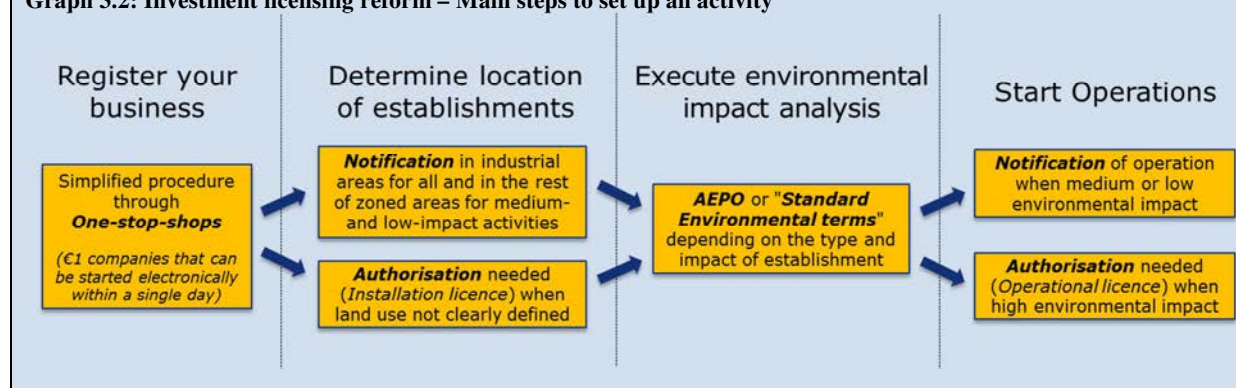 Graph 3.2: Investment licensing reform – Main steps to set up an activity
Register your
business
Simplified procedure
through
One-stop-shops
(€1 companies that can
be started electronically
within a single day)
Determine location
of establishments
Notification in industrial
areas for all and in the rest
of zoned areas for medium-
and low-impact activities
Authorisation needed
(Installation licence) when
land use not clearly defined
Execute environmental
impact analysis
AEPO or "Standard
Environmental terms"
depending on the type and
impact of establishment
Start Operations
Notification of operation
when medium or low
environmental impact
Authorisation needed
(Operational licence) when
high environmental impact